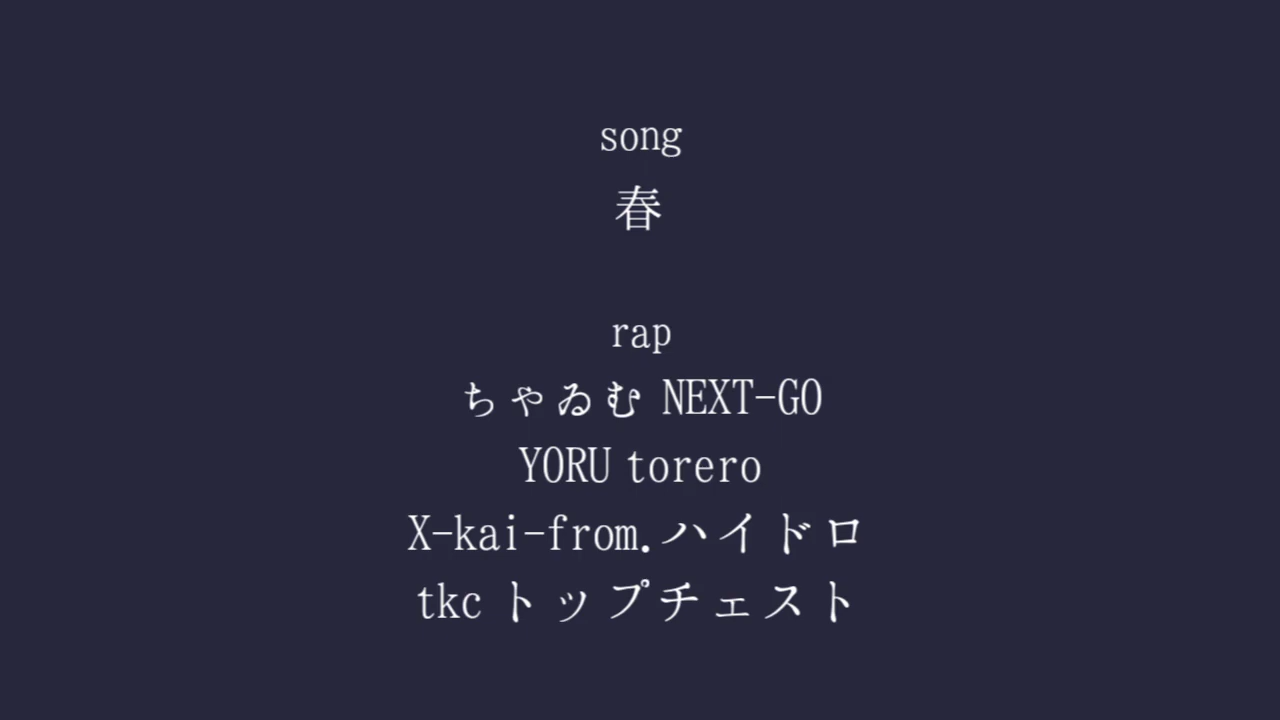 song
春
rap
ちゃゐむ NEXT-GO
YORU torero
X-kai-from.ハイドロ
tkc トップチェスト